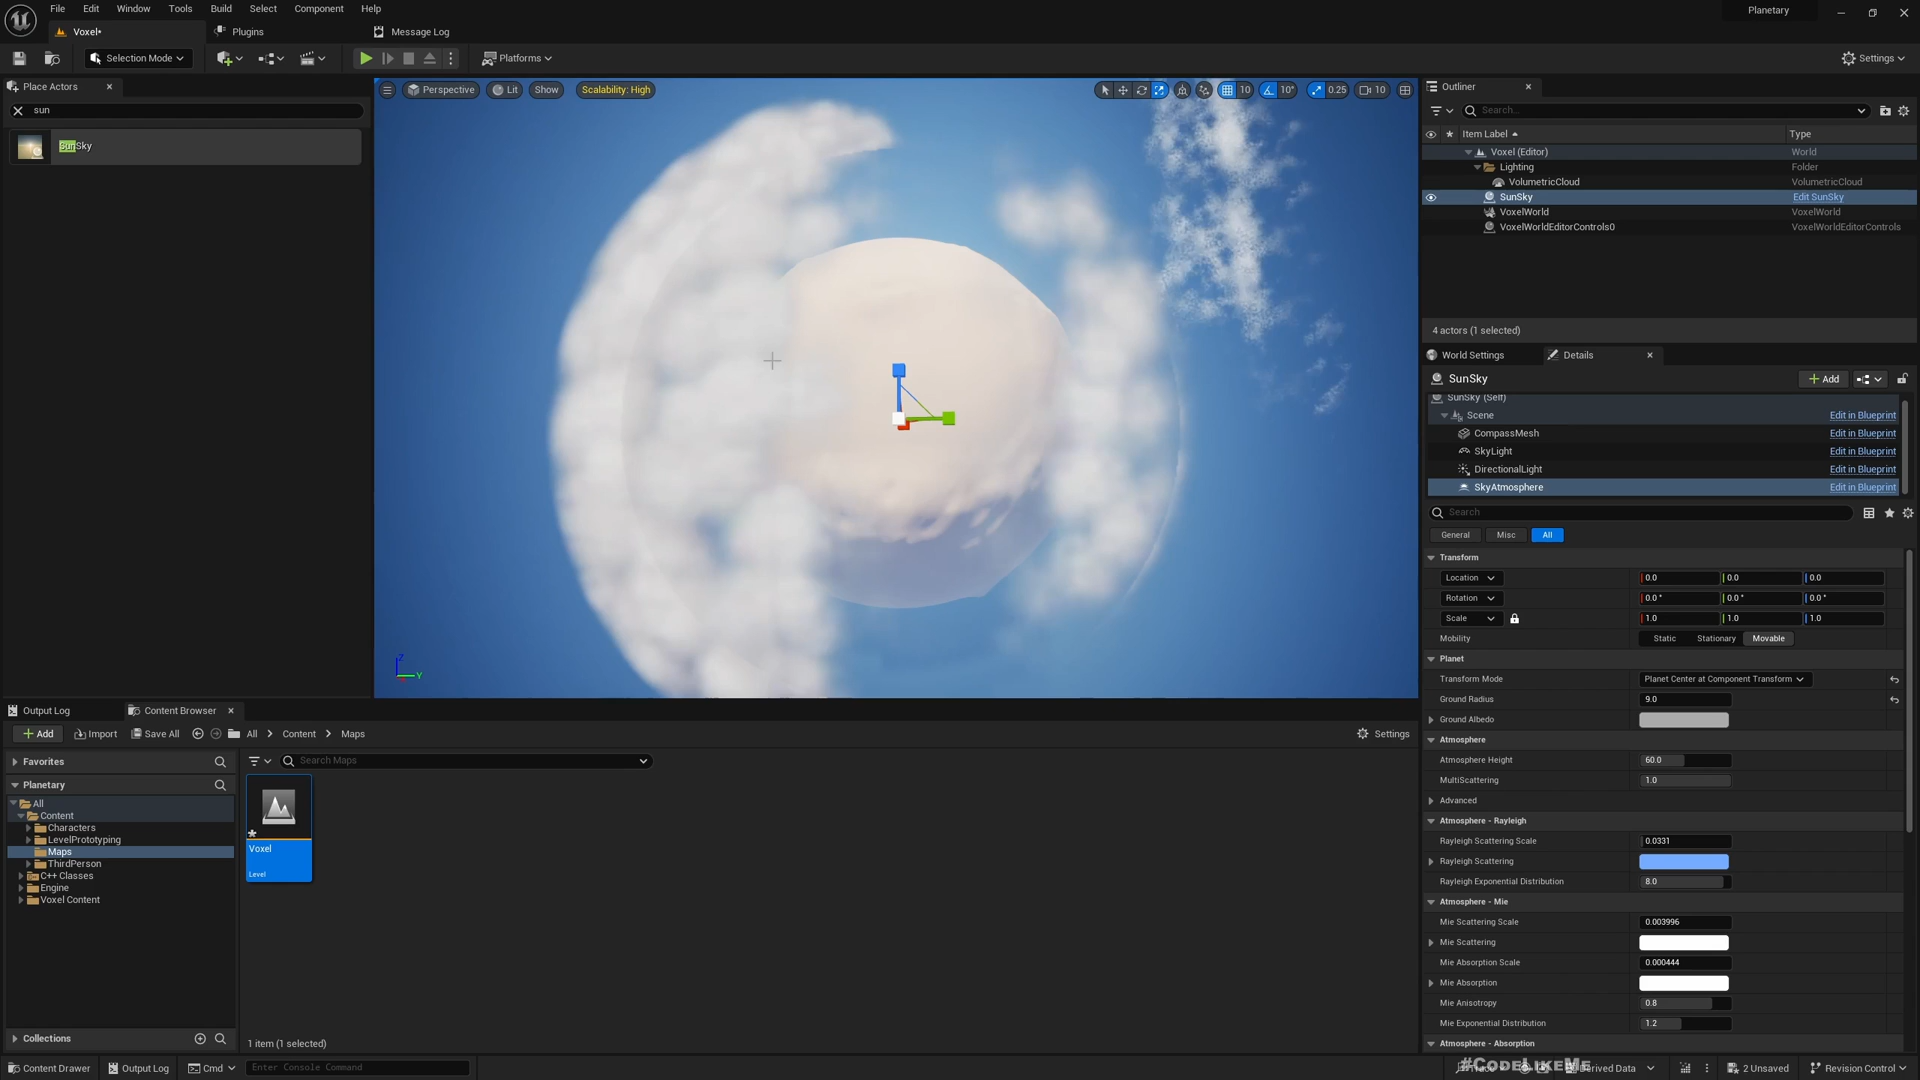 File Edit Window Tools Build Select Component Help
Planetary
Voxel*
Plugins
Message Log
Selection Mode
Platforms
Settings
Place Actors
sun
SunSky
Perspective
Lit
Show
Scalability: High
10
10°
0.25
10
Z
Y
Outliner
Search...
Item Label
Type
Voxel (Editor)
World
Lighting
Folder
VolumetricCloud
VolumetricCloud
SunSky
Edit SunSky
VoxelWorld
VoxelWorld
VoxelWorldEditorControls0
VoxelWorldEditorControls
4 actors (1 selected)
World Settings
Details
SunSky
Add
SunSky (Self)
Scene
Edit in Blueprint
CompassMesh
Edit in Blueprint
SkyLight
Edit in Blueprint
DirectionalLight
Edit in Blueprint
SkyAtmosphere
Edit in Blueprint
Search
General
Misc
All
Transform
Location
0.0 0.0 0.0
Rotation
0.0° 0.0° 0.0°
Scale
1.0 1.0 1.0
Mobility
Static Stationary Movable
Planet
Transform Mode
Planet Center at Component Transform
Ground Radius
9.0
Ground Albedo
Atmosphere
Atmosphere Height
60.0
MultiScattering
1.0
Advanced
Atmosphere - Rayleigh
Rayleigh Scattering Scale
0.0331
Rayleigh Scattering
Rayleigh Exponential Distribution
8.0
Atmosphere - Mie
Mie Scattering Scale
0.003996
Mie Scattering
Mie Absorption Scale
0.000444
Mie Absorption
Mie Anisotropy
0.8
Mie Exponential Distribution
1.2
Atmosphere - Absorption
Output Log
Content Browser
Add
Import
Save All
All
Content
Maps
Settings
Favorites
Search Maps
Planetary
All
Content
Characters
LevelPrototyping
Maps
ThirdPerson
C++ Classes
Engine
Voxel Content
Voxel
Level
Collections
1 item (1 selected)
Content Drawer
Output Log
Cmd
Enter Console Command
#CodeLikeMe
Derived Data
2 Unsaved
Revision Control